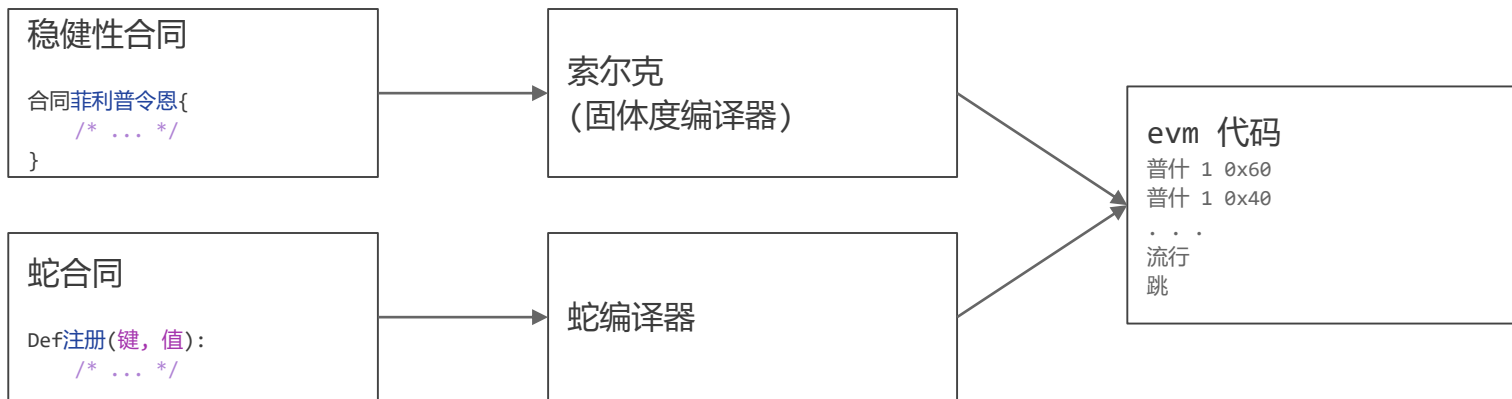 稳健性合同
合同菲利普令恩{
/* ... */
}
索尔克
(固体度编译器)
evm 代码
普什 1 0x60
普什 1 0x40
. . .
流行
跳
蛇合同
Def注册(键, 值):
/* ... */
蛇编译器